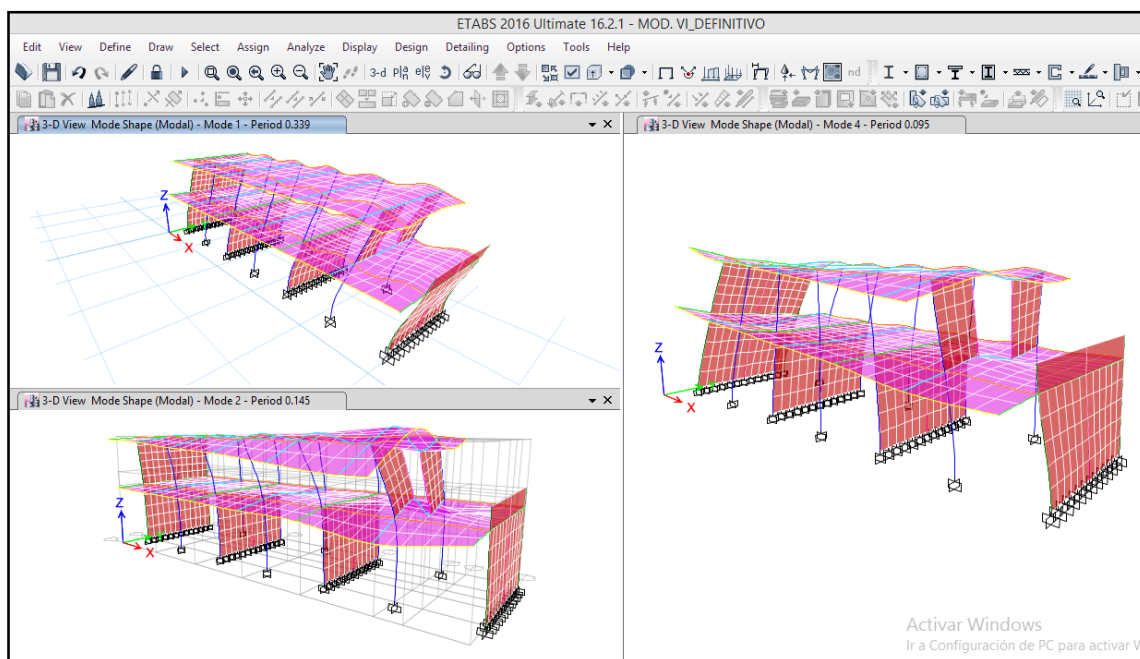 ETABS 2016 Ultimate 16.2.1 - MOD. VI_DEFINITIVO
Edit View Define Draw Select Assign Analyze Display Design Detailing Options Tools Help
3-d nd
3-D View Mode Shape (Modal) - Mode 1 - Period 0.339
Z
X
3-D View Mode Shape (Modal) - Mode 2 - Period 0.145
Z
X
3-D View Mode Shape (Modal) - Mode 4 - Period 0.095
Z
X
Activar Windows
Ir a Configuración de PC para activar